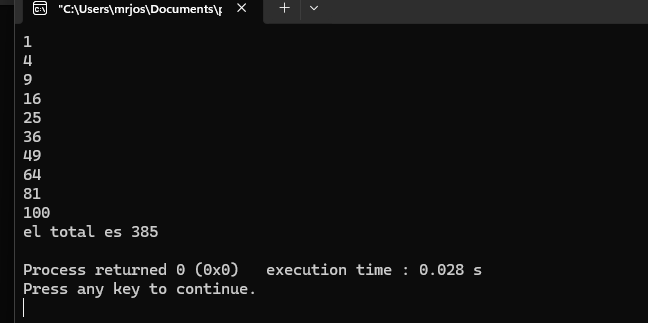 "C:\Users\mrjos\Documents\p
1
4
9
16
25
36
49
64
81
100
el total es 385
Process returned 0 (0x0)   execution time : 0.028 s
Press any key to continue.